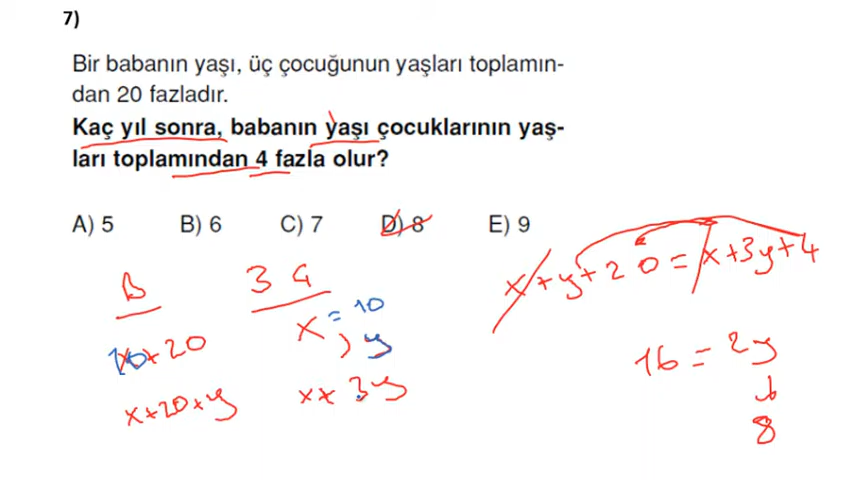 7)
Bir babanın yaşı, üç çocuğunun yaşları toplamın-
dan 20 fazladır.
Kaç yıl sonra, babanın yaşı çocuklarının yaş-
ları toplamından 4 fazla olur?
A) 5 B) 6 C) 7 D) 8 E) 9
x+y+20=x+3y+4
B 3 Ç
x = 10
x+20 y
x+20+y x+3y
16 = 2y
8